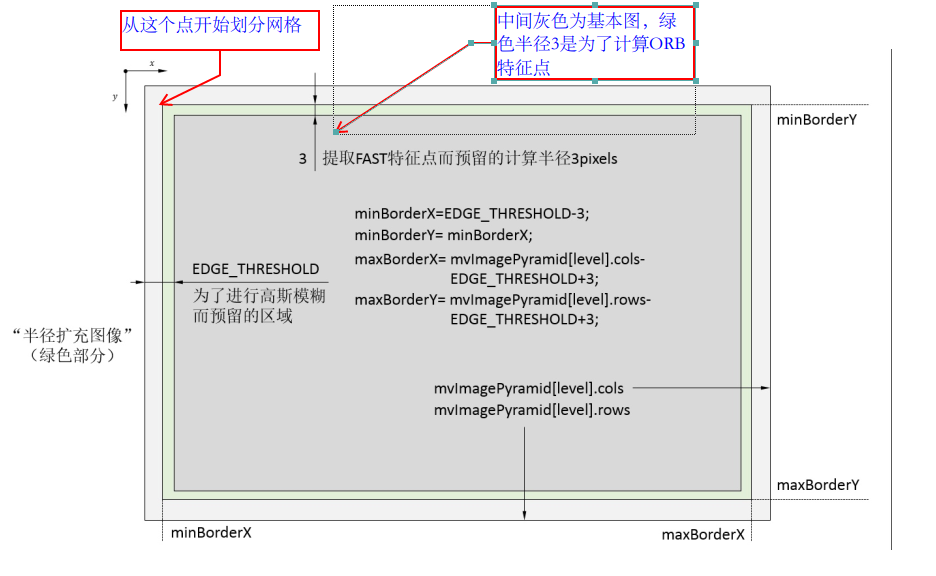 从这个点开始划分网格
中间灰色为基本图，绿
色半径3是为了计算ORB
特征点
x
y
minBorderY
3 提取FAST特征点而预留的计算半径3pixels
minBorderX=EDGE_THRESHOLD-3;
minBorderY= minBorderX;
maxBorderX= mvImagePyramid[level].cols-
EDGE_THRESHOLD+3;
maxBorderY= mvImagePyramid[level].rows-
EDGE_THRESHOLD+3;
EDGE_THRESHOLD
为了进行高斯模糊
而预留的区域
“半径扩充图像”
（绿色部分）
mvImagePyramid[level].cols
mvImagePyramid[level].rows
maxBorderY
minBorderX
maxBorderX